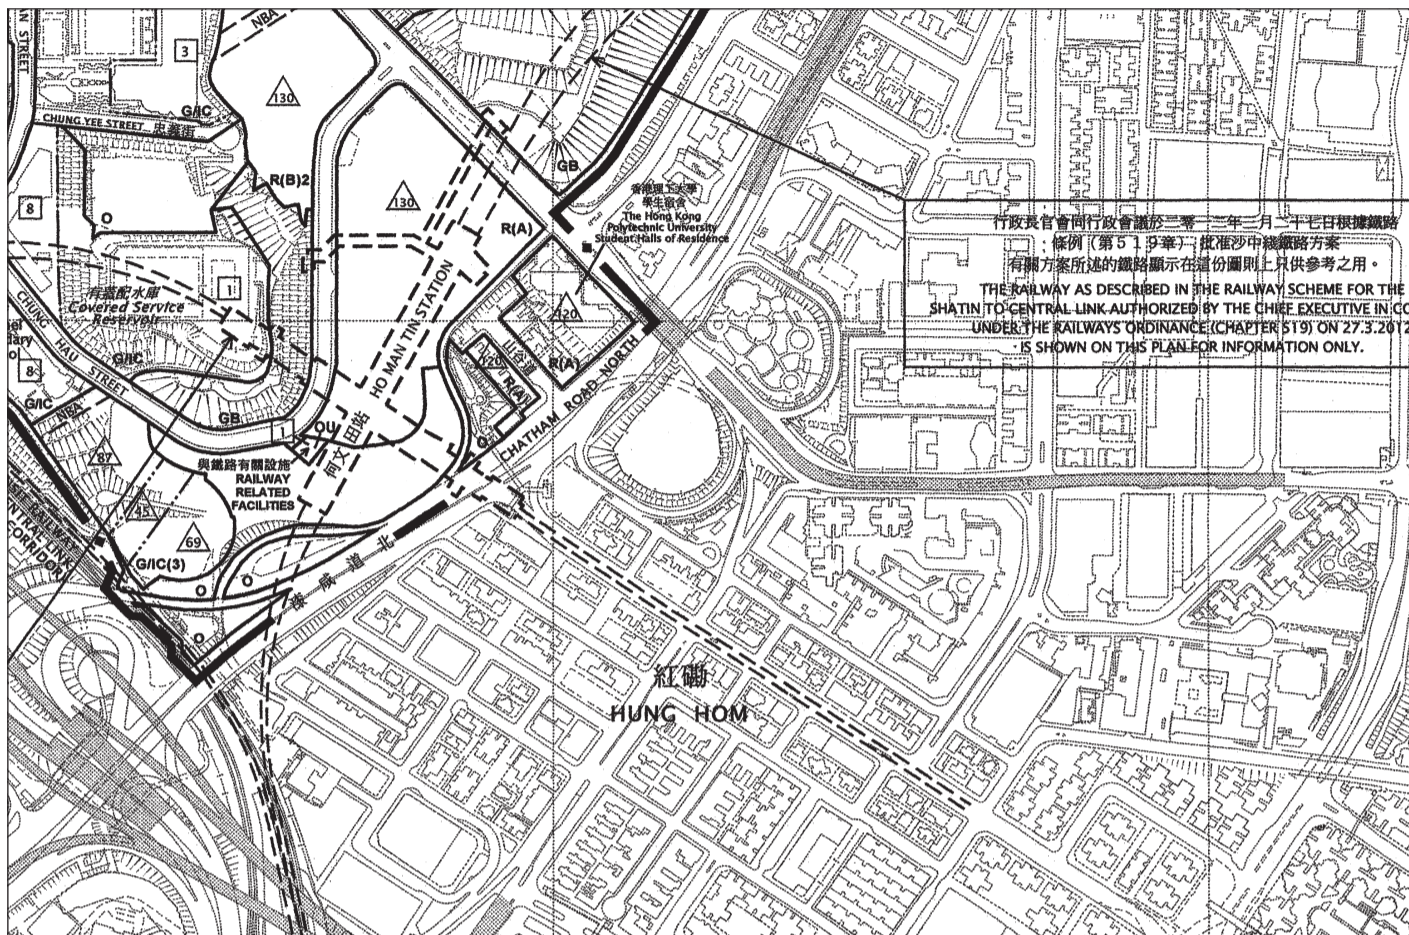 NBA
3
130
G/IC
CHUNG YEE STREET 忠義街
R(B)2
8
O
130
GB
R(A)
香港理工大學
學生宿舍
The Hong Kong
Polytechnic University
Student Halls of Residence
行政長官會同行政會議於二零一二年三月二十七日根據鐵路
條例（第519章）批准沙中綫鐵路方案
有關方案所述的鐵路顯示在這份圖則上只供參考之用。
THE RAILWAY AS DESCRIBED IN THE RAILWAY SCHEME FOR THE
SHATIN TO CENTRAL LINK AUTHORIZED BY THE CHIEF EXECUTIVE IN CO
UNDER THE RAILWAYS ORDINANCE (CHAPTER 519) ON 27.3.2012
IS SHOWN ON THIS PLAN FOR INFORMATION ONLY.
1
有蓋配水庫
Covered Service
Reservoir
HO MAN TIN STATION
何文田站
120
R(A)
120
R(A)
CHUNG HAU STREET
8
G/IC
G/IC
NBA
GB
1
OU
O
CHATHAM ROAD NORTH
與鐵路有關設施
RAILWAY
RELATED
FACILITIES
87
45
69
G/IC(3)
O
O
O
漆咸道北
紅磡
HUNG HOM